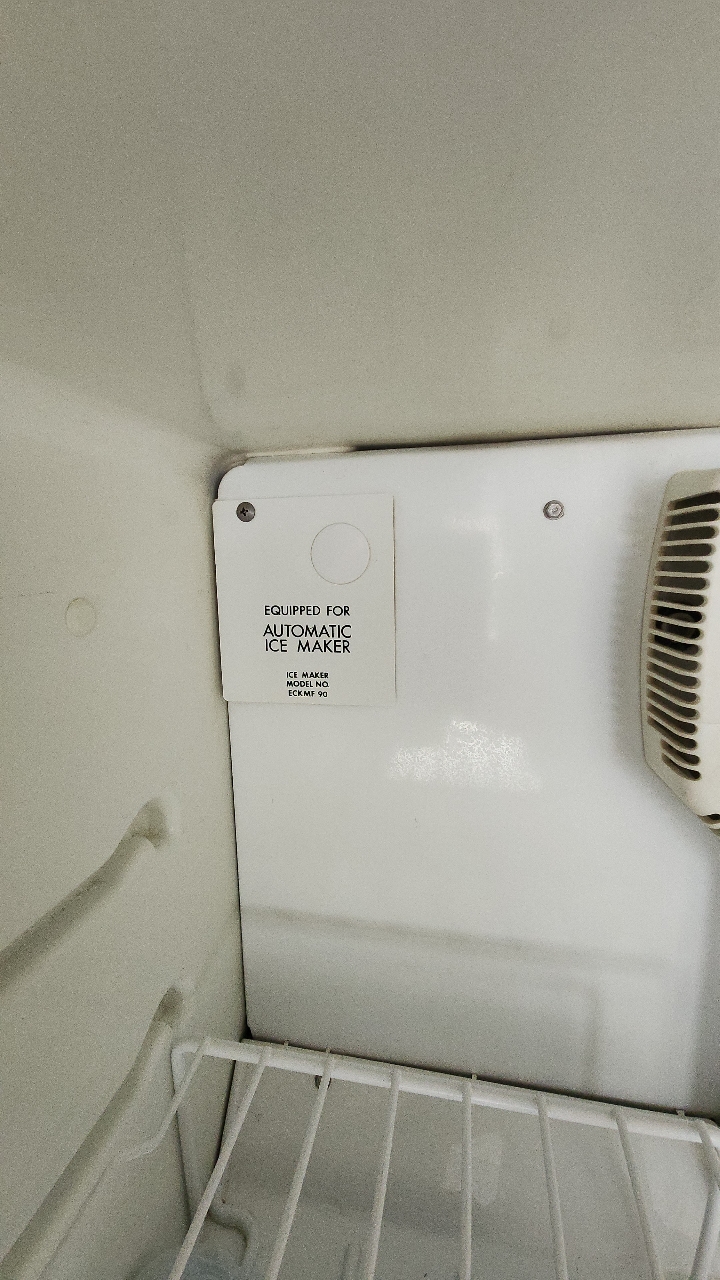 EQUIPPED FOR
AUTOMATIC
ICE MAKER
ICE MAKER
MODEL NO.
ECKMF 90